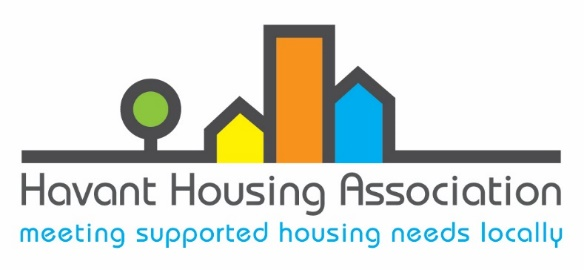 Havant Housing Association
meeting supported housing needs locally